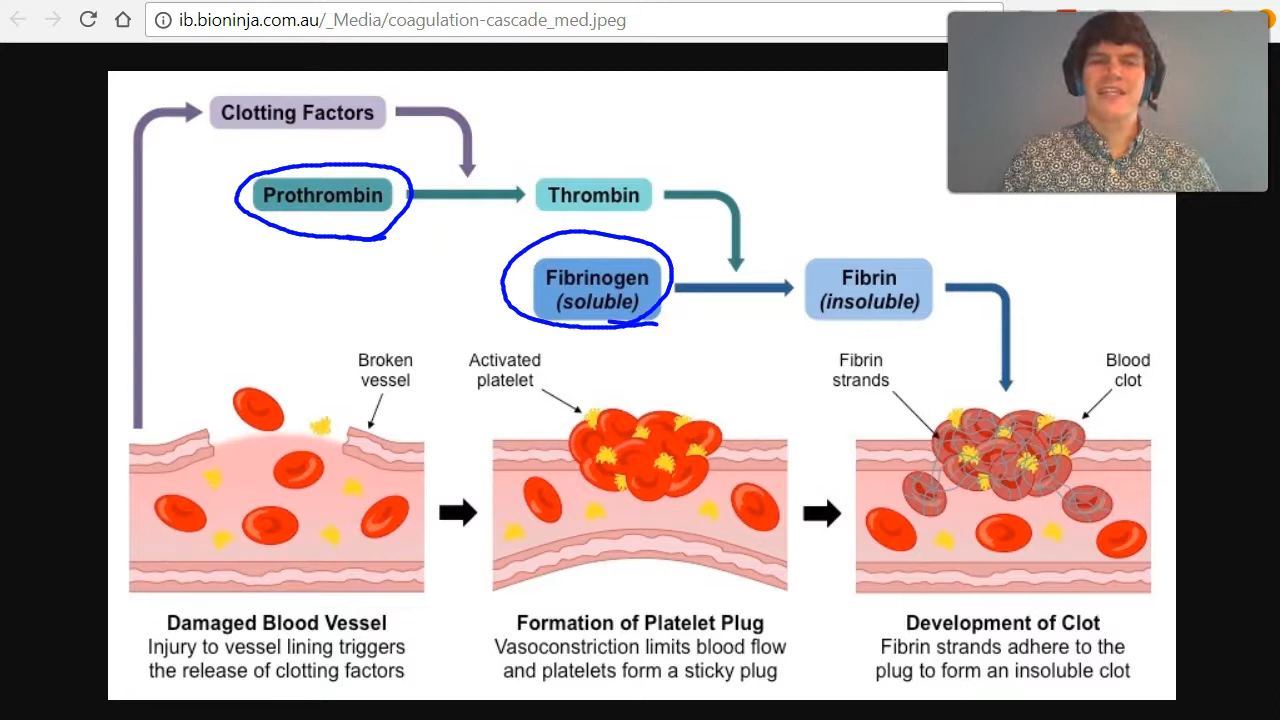 ib.bioninja.com.au/_Media/coagulation-cascade_med.jpeg
Clotting Factors
Prothrombin
Thrombin
Fibrinogen
(soluble)
Fibrin
(insoluble)
Broken
vessel
Activated
platelet
Fibrin
strands
Blood
clot
Damaged Blood Vessel
Injury to vessel lining triggers
the release of clotting factors
Formation of Platelet Plug
Vasoconstriction limits blood flow
and platelets form a sticky plug
Development of Clot
Fibrin strands adhere to the
plug to form an insoluble clot